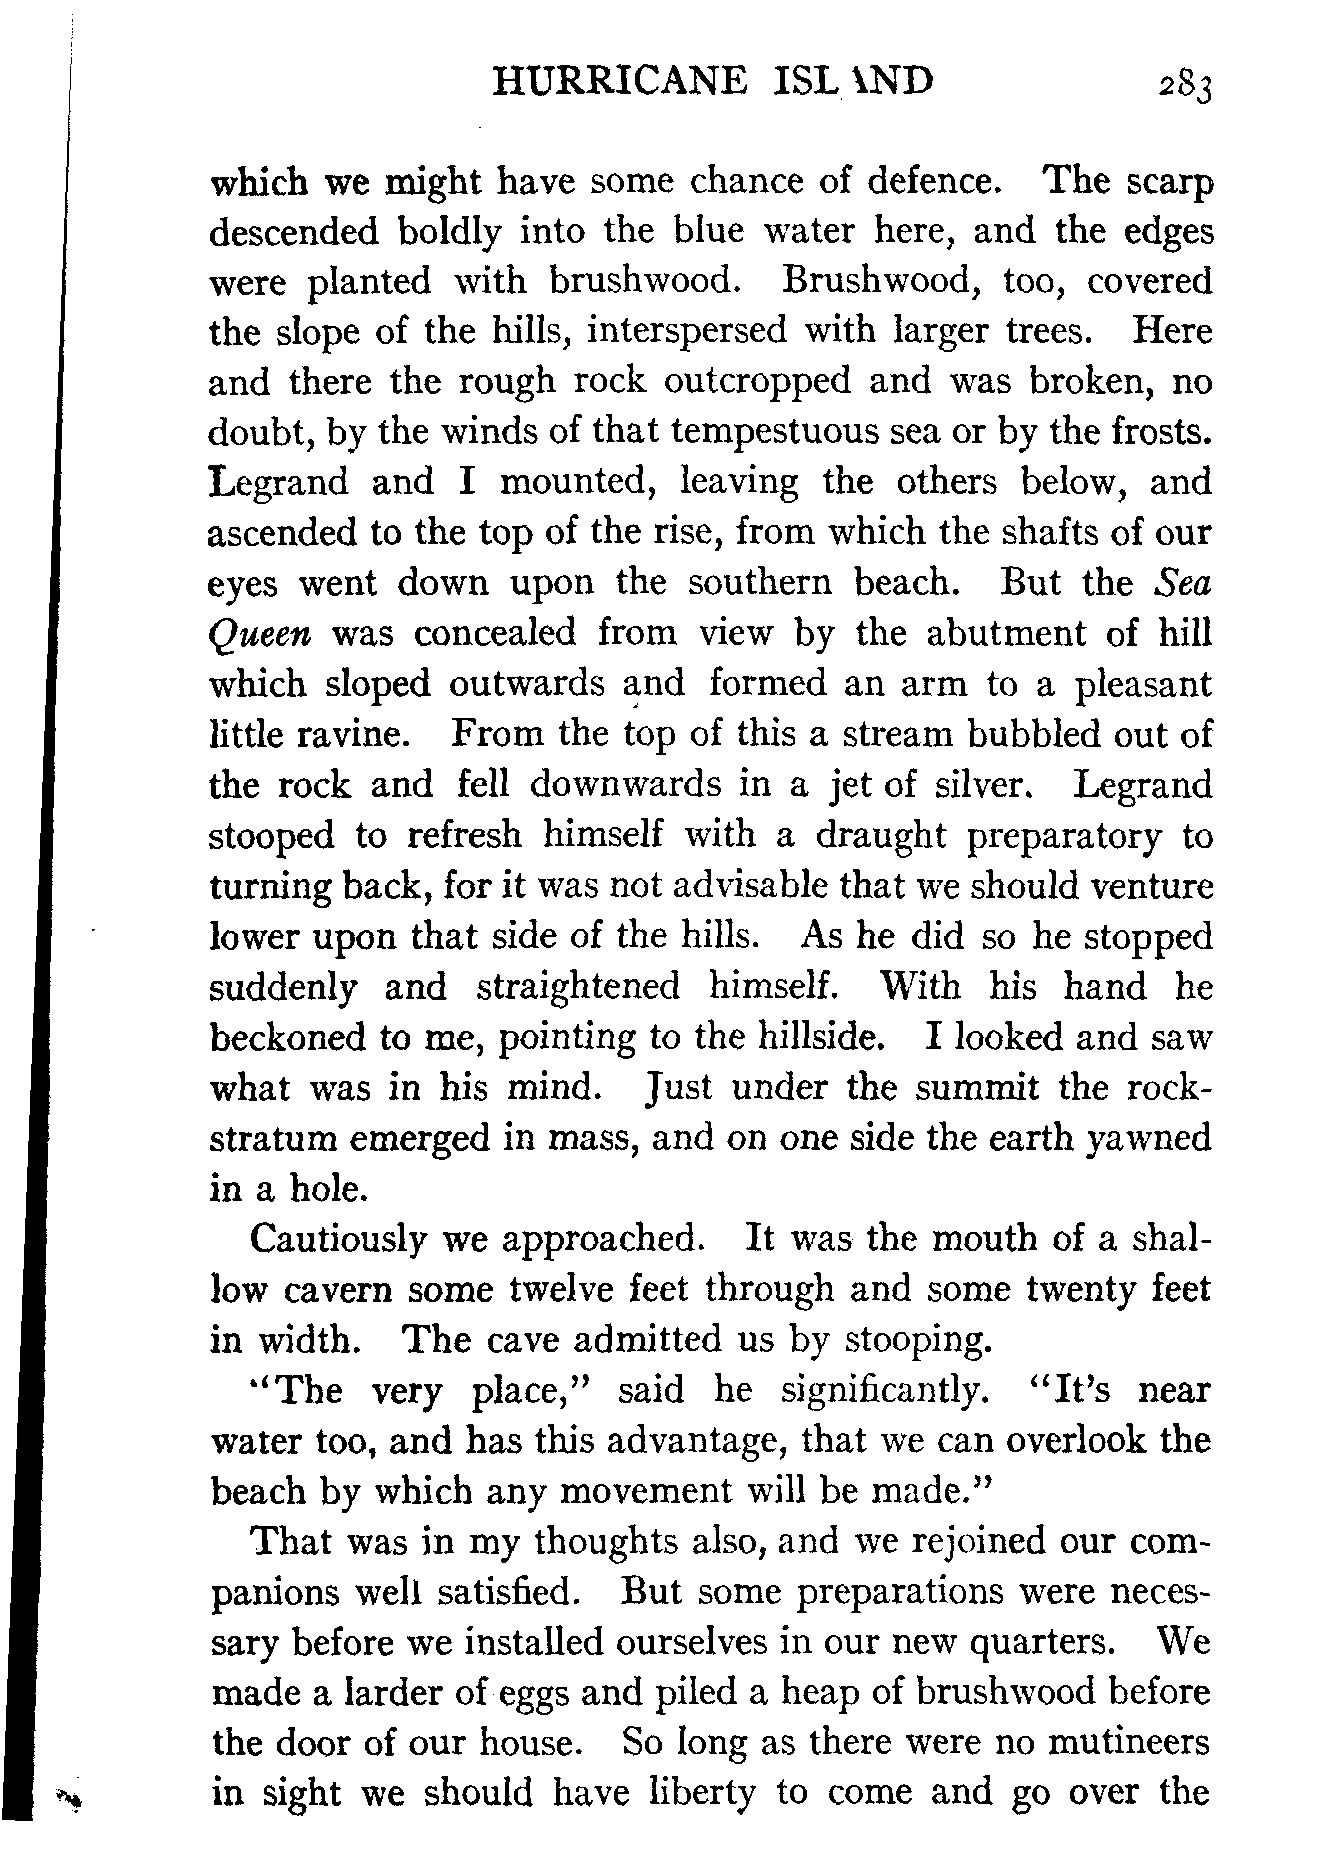 HURRICANE ISLAND 283
which we might have some chance of defence. The scarp
descended boldly into the blue water here, and the edges
were planted with brushwood. Brushwood, too, covered
the slope of the hills, interspersed with larger trees. Here
and there the rough rock outcropped and was broken, no
doubt, by the winds of that tempestuous sea or by the frosts.
Legrand and I mounted, leaving the others below, and
ascended to the top of the rise, from which the shafts of our
eyes went down upon the southern beach. But the Sea
Queen was concealed from view by the abutment of hill
which sloped outwards and formed an arm to a pleasant
little ravine. From the top of this a stream bubbled out of
the rock and fell downwards in a jet of silver. Legrand
stooped to refresh himself with a draught preparatory to
turning back, for it was not advisable that we should venture
lower upon that side of the hills. As he did so he stopped
suddenly and straightened himself. With his hand he
beckoned to me, pointing to the hillside. I looked and saw
what was in his mind. Just under the summit the rock-
stratum emerged in mass, and on one side the earth yawned
in a hole.
Cautiously we approached. It was the mouth of a shal-
low cavern some twelve feet through and some twenty feet
in width. The cave admitted us by stooping.
"The very place," said he significantly. "It's near
water too, and has this advantage, that we can overlook the
beach by which any movement will be made."
That was in my thoughts also, and we rejoined our com-
panions well satisfied. But some preparations were neces-
sary before we installed ourselves in our new quarters. We
made a larder of eggs and piled a heap of brushwood before
the door of our house. So long as there were no mutineers
in sight we should have liberty to come and go over the